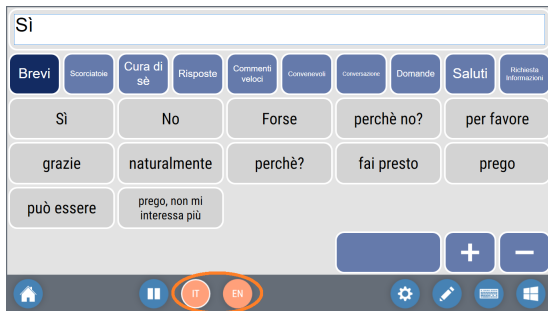 Sì
Brevi
Scorciatoie
Cura di
sè
Risposte
Commenti
veloci
Convenevoli
Conversazione
Domande
Saluti
Richiesta
Informazioni
Sì
No
Forse
perchè no?
per favore
grazie
naturalmente
perchè?
fai presto
prego
può essere
prego, non mi
interessa più
+
−
IT
EN